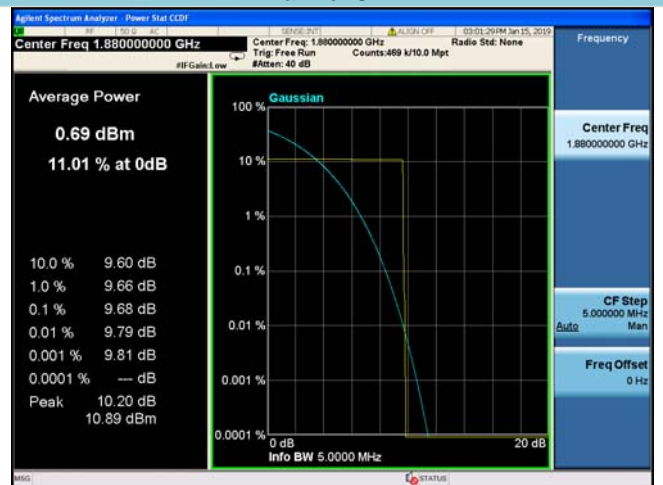 Agilent Spectrum Analyzer - Power Stat CCDF
RF 50 Ω AC SENSE:INT ALIGN OFF 03:01:29 PM Jan 15, 2019
Center Freq 1.880000000 GHz
Center Freq: 1.880000000 GHz Radio Std: None
Trig: Free Run Counts:469 k/10.0 Mpt
#IFGain:Low #Atten: 40 dB
Frequency
Average Power
0.69 dBm
11.01 % at 0dB
10.0 % 9.60 dB
1.0 % 9.66 dB
0.1 % 9.68 dB
0.01 % 9.79 dB
0.001 % 9.81 dB
0.0001 % --- dB
Peak 10.20 dB
10.89 dBm
Gaussian
100 %
10 %
1 %
0.1 %
0.01 %
0.001 %
0.0001 %
0 dB 20 dB
Info BW 5.0000 MHz
Center Freq
1.880000000 GHz
CF Step
5.000000 MHz
Auto Man
Freq Offset
0 Hz
MSG STATUS